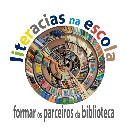 literacias na escola
formar os parceiros da biblioteca